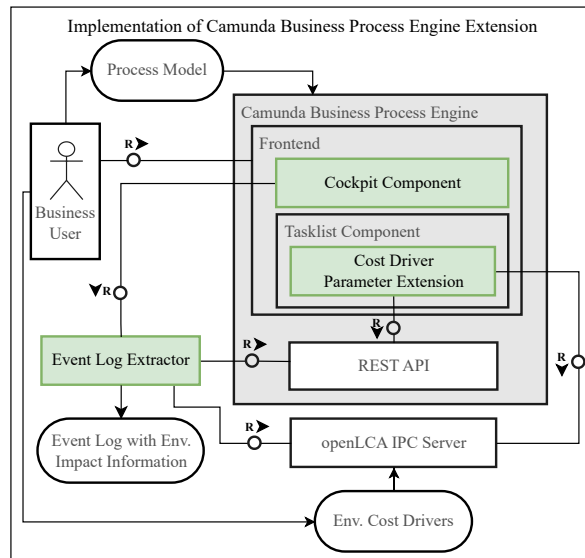 Implementation of Camunda Business Process Engine Extension
Process Model
Camunda Business Process Engine
R
Frontend
Business
User
Cockpit Component
Tasklist Component
Cost Driver
Parameter Extension
R
R
R
R
Event Log Extractor
REST API
R
Event Log with Env.
Impact Information
openLCA IPC Server
Env. Cost Drivers